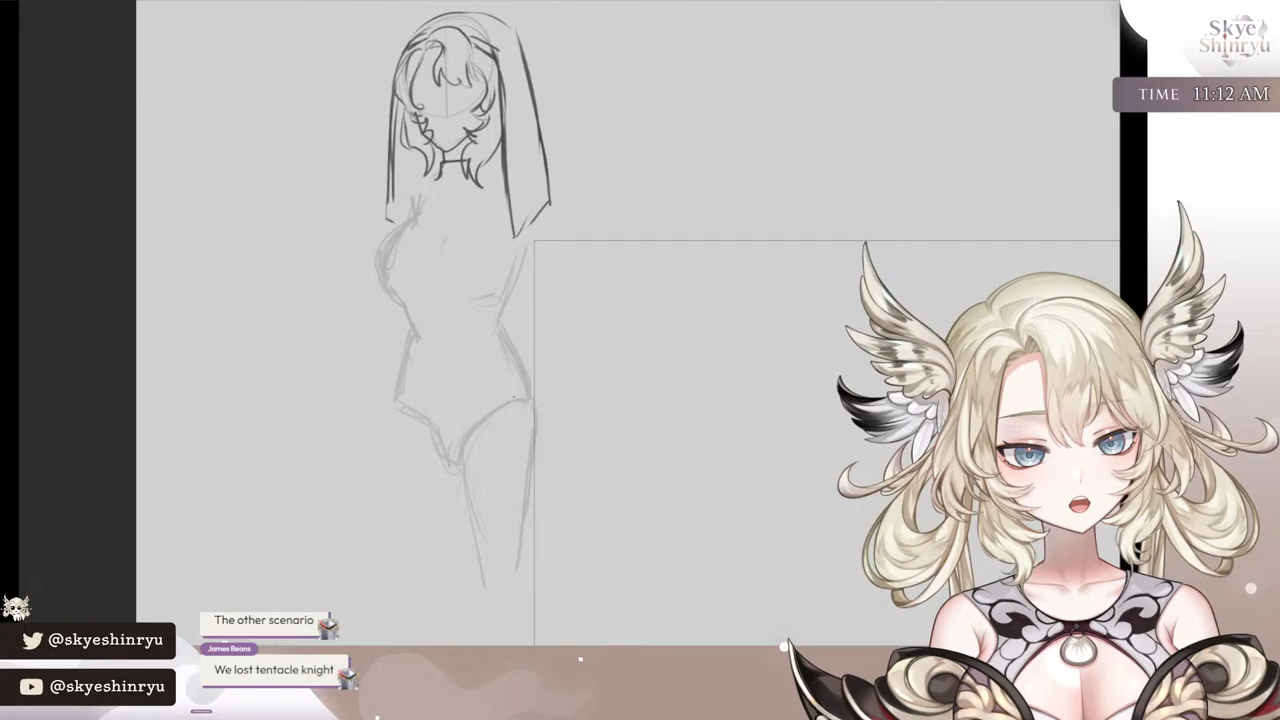 Skye
Shinryu
TIME 11:12 AM
The other scenario
James Beans
We lost tentacle knight
@skyeshinryu
@skyeshinryu